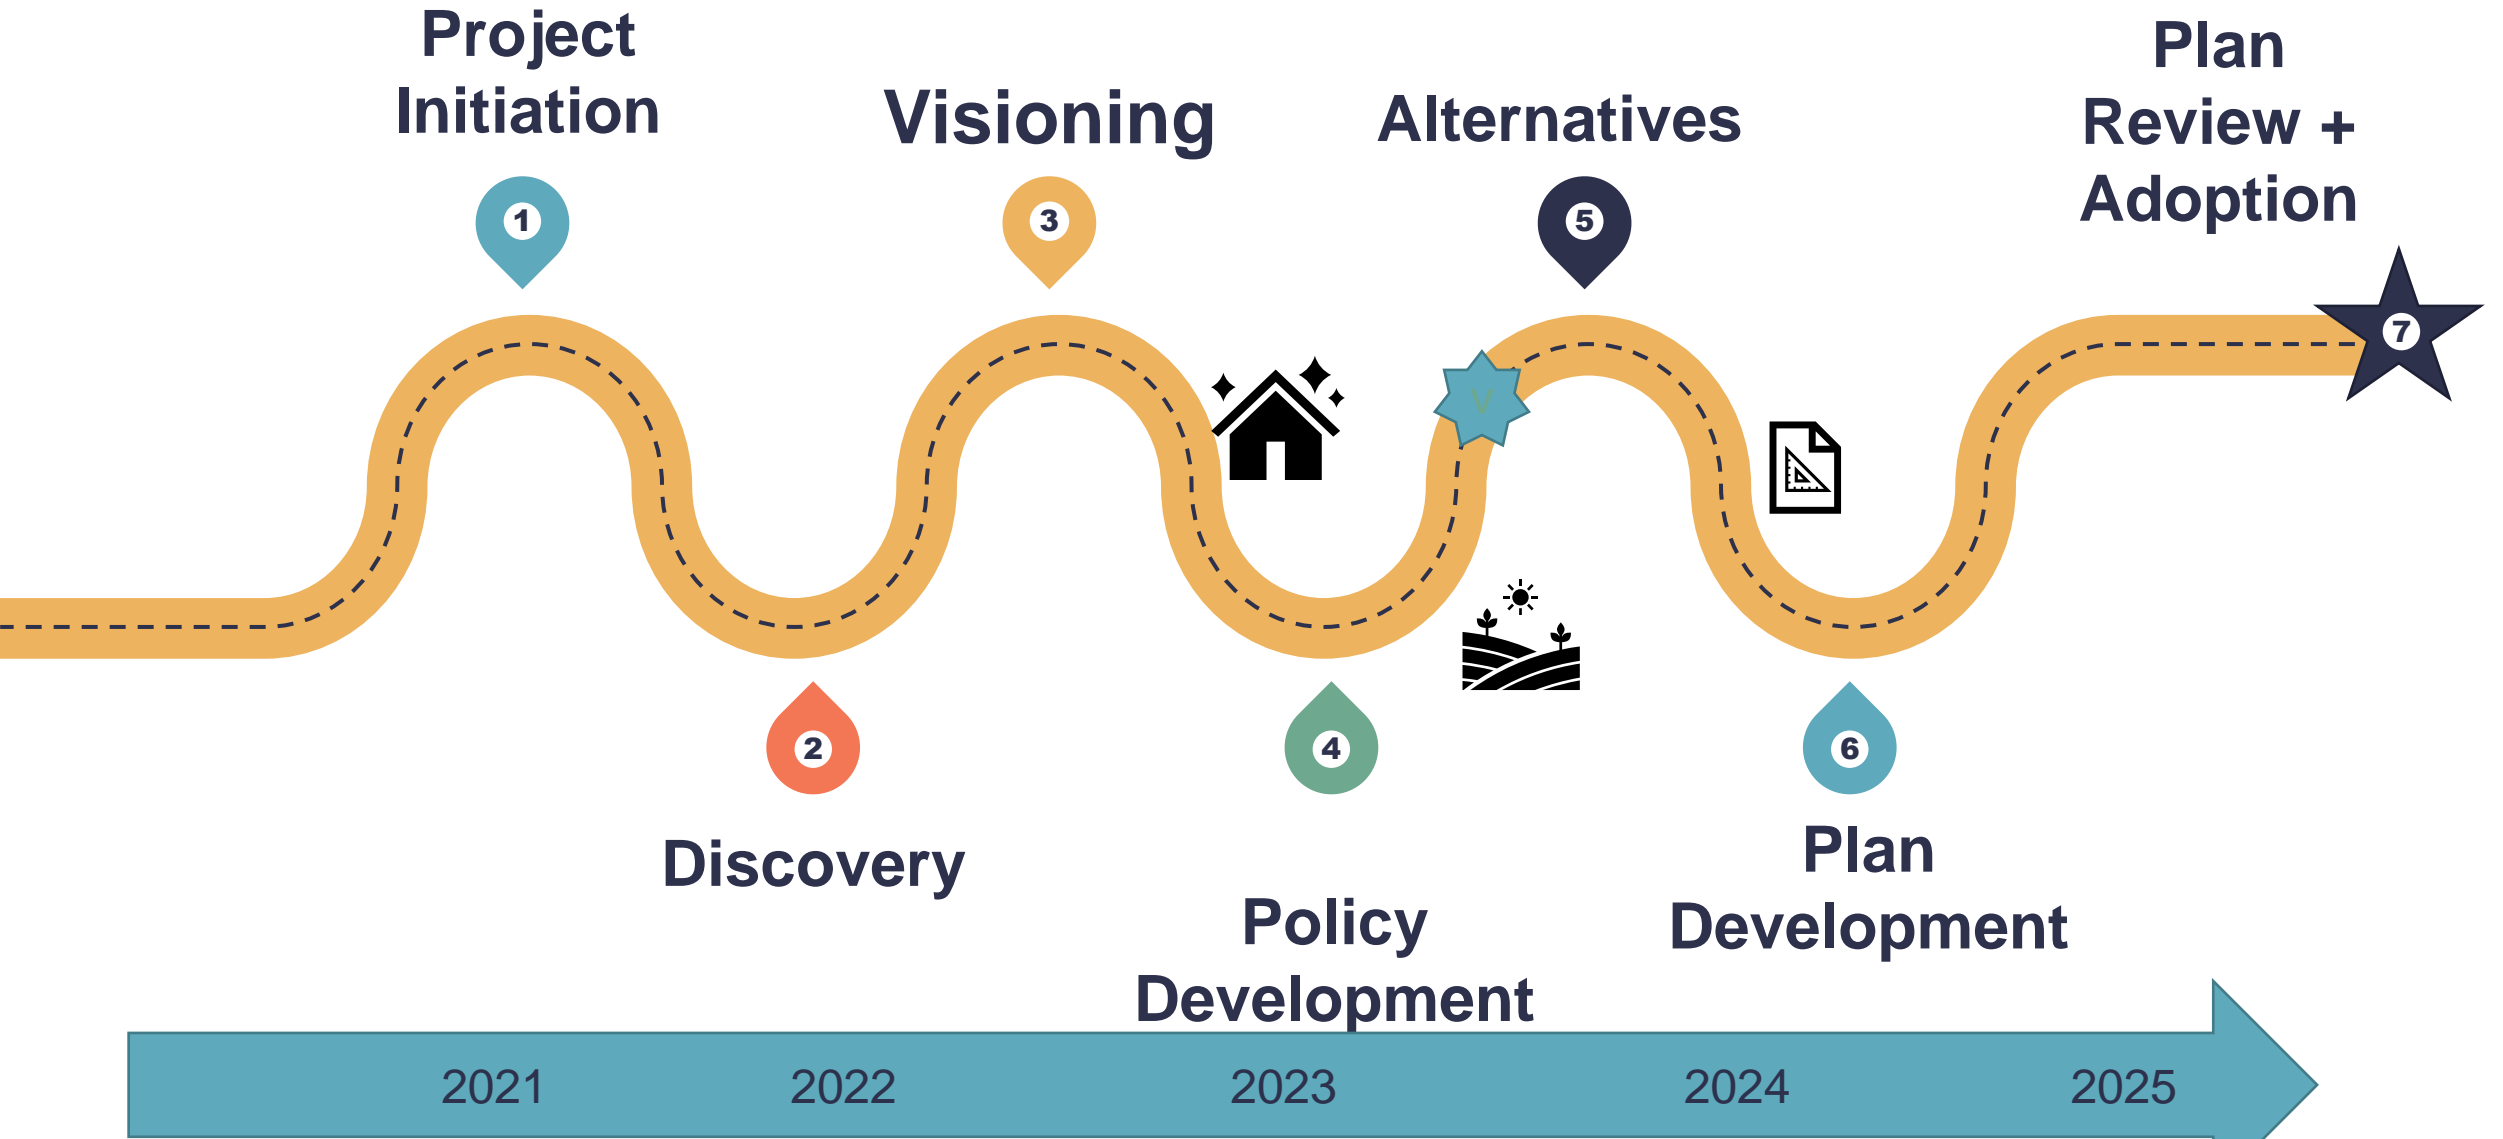 Project
Initiation
1
Discovery
2
Visioning
3
Policy
Development
4
Alternatives
5
V
Plan
Development
6
Plan
Review +
Adoption
7
2021
2022
2023
2024
2025